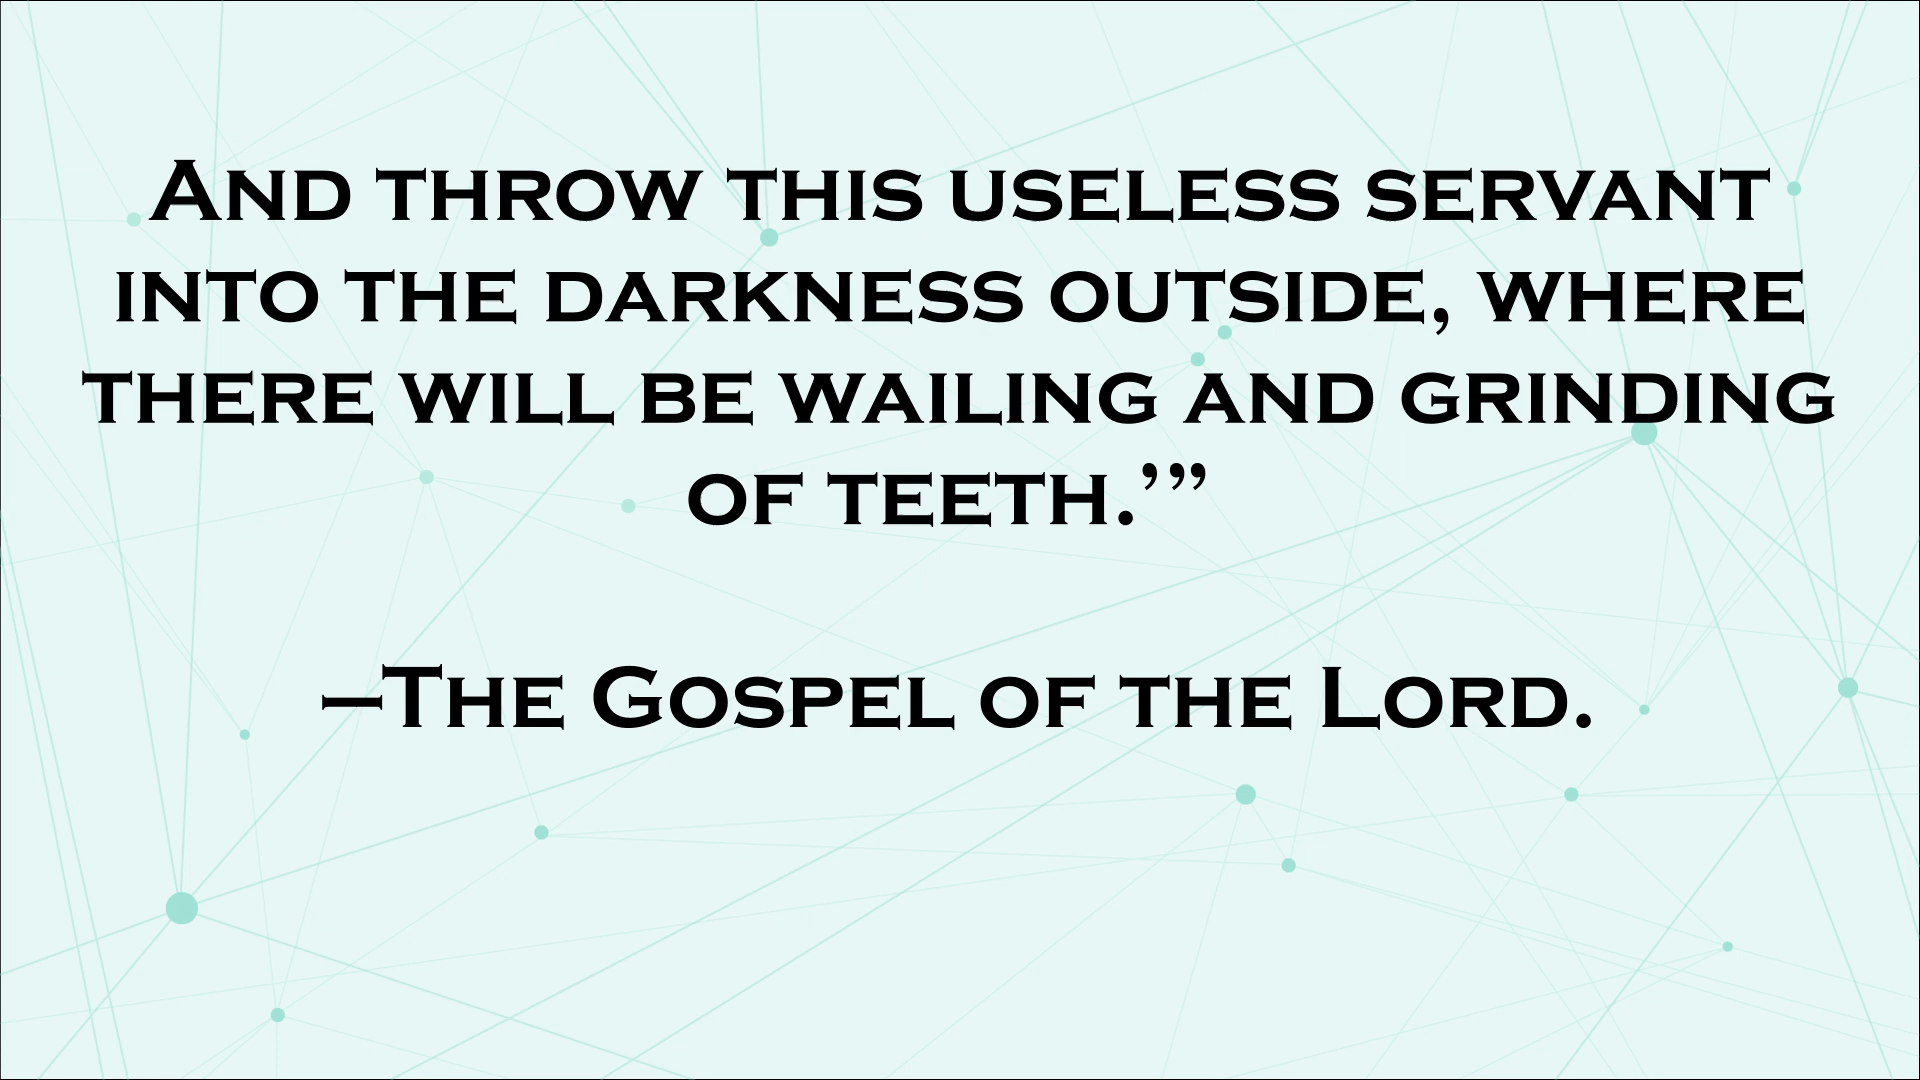 And throw this useless servant
into the darkness outside, where
there will be wailing and grinding
of teeth.’”
–The Gospel of the Lord.